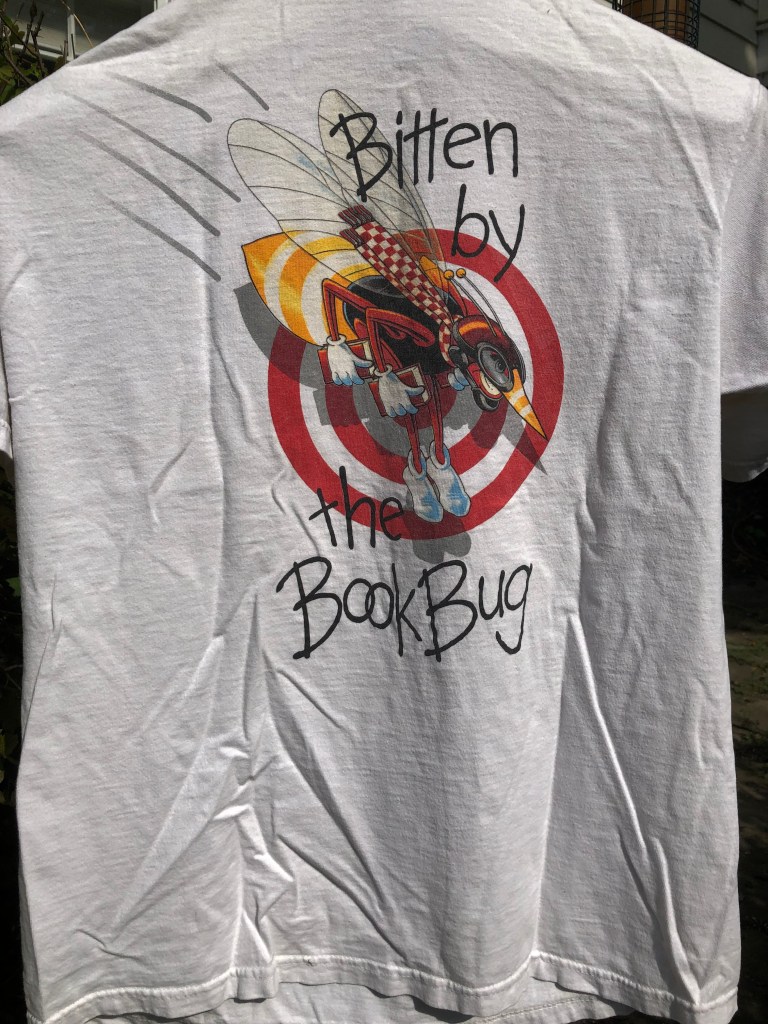 Bitten
by
the
BookBug